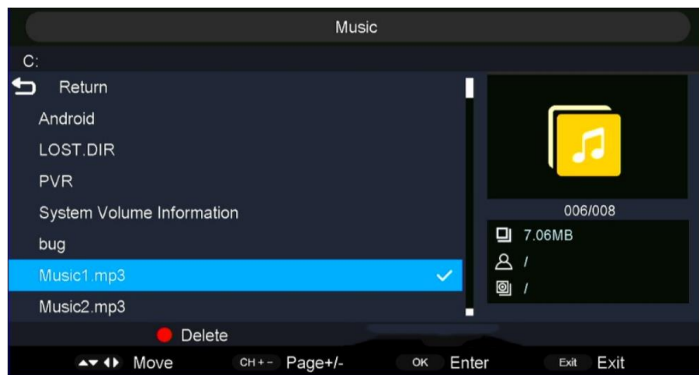 Music
C:
Return
Android
LOST.DIR
PVR
System Volume Information
bug
Music1.mp3
Music2.mp3
006/008
7.06MB
/
/
Delete
Move CH + - Page+/- OK Enter Exit Exit